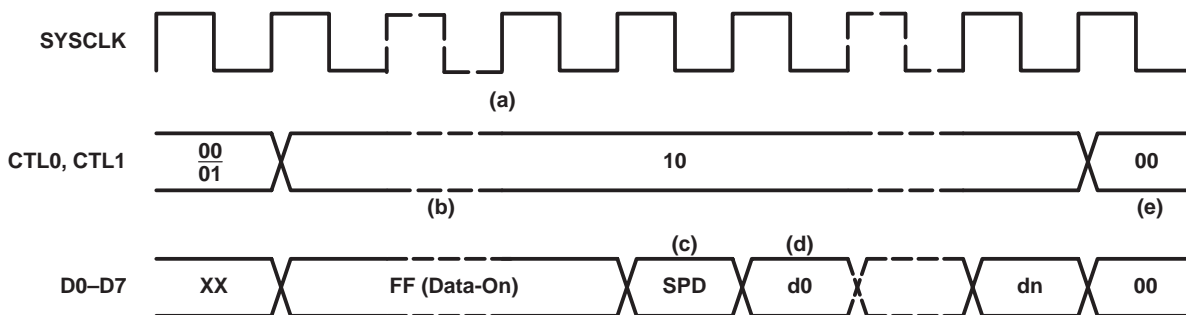 SYSCLK
(a)
CTL0, CTL1
00
01
10
00
(b)
(e)
(c)
(d)
D0–D7
XX
FF (Data-On)
SPD
d0
dn
00